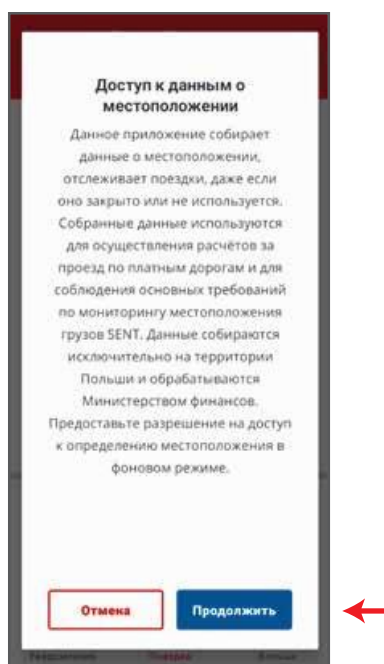 Доступ к данным о
местоположении
Данное приложение собирает
данные о местоположении,
отслеживает поездки, даже если
оно закрыто или не используется.
Собранные данные используются
для осуществления расчётов за
проезд по платным дорогам и для
соблюдения основных требований
по мониторингу местоположения
грузов SENT. Данные собираются
исключительно на территории
Польши и обрабатываются
Министерством финансов.
Предоставьте разрешение на доступ
к определению местоположения в
фоновом режиме.
Отмена Продолжить